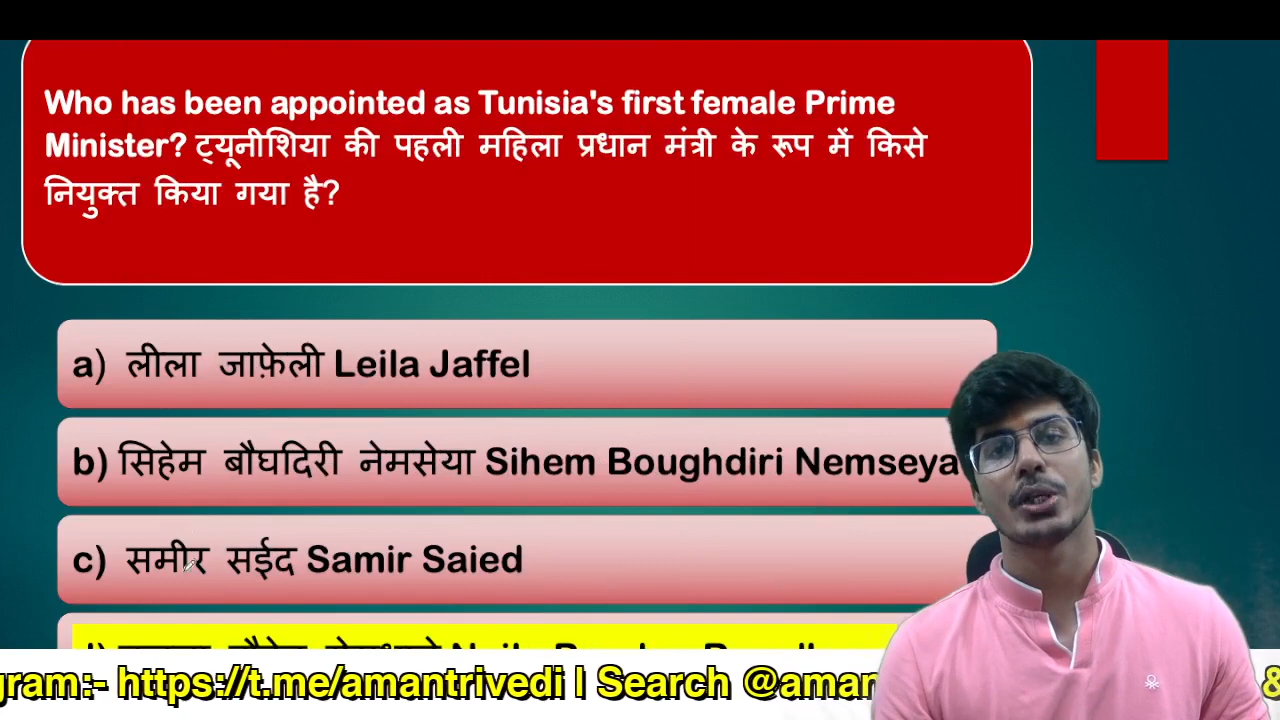 Who has been appointed as Tunisia's first female Prime
Minister? ट्यूनीशिया की पहली महिला प्रधान मंत्री के रूप में किसे
नियुक्त किया गया है?
a) लीला जाफ़ेली Leila Jaffel
b) सिहेम बौघदिरी नेमसेया Sihem Boughdiri Nemseya
c) समीर सईद Samir Saied
gram:- https://t.me/amantrivedi | Search @aman &